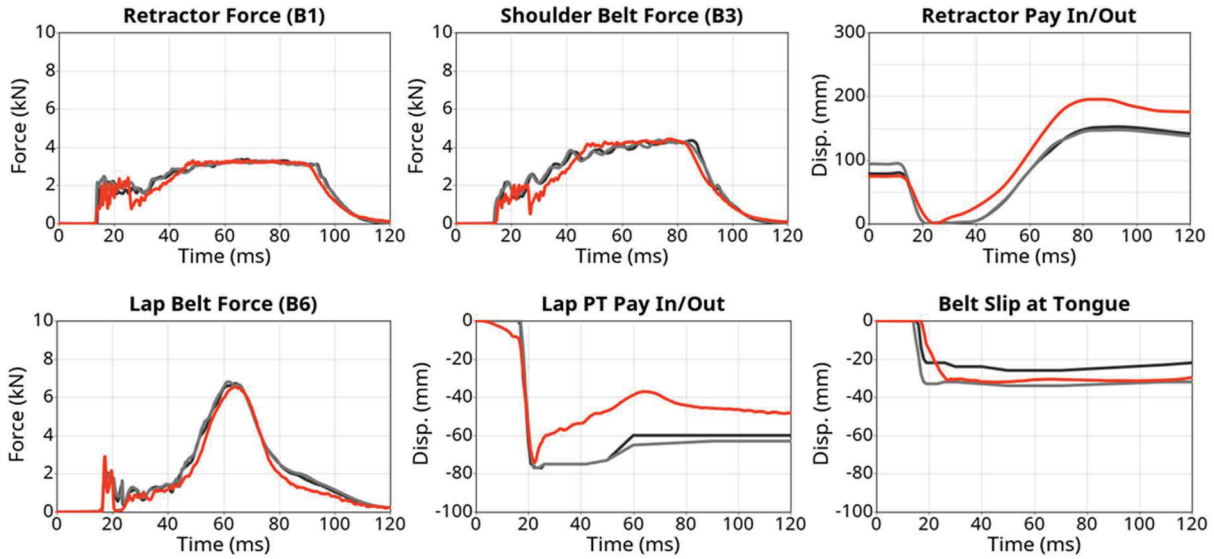 Retractor Force (B1)
10
8
6
4
2
0
Force (kN)
0 20 40 60 80 100 120
Time (ms)
Shoulder Belt Force (B3)
10
8
6
4
2
0
Force (kN)
0 20 40 60 80 100 120
Time (ms)
Retractor Pay In/Out
300
200
100
0
Disp. (mm)
0 20 40 60 80 100 120
Time (ms)
Lap Belt Force (B6)
10
8
6
4
2
0
Force (kN)
0 20 40 60 80 100 120
Time (ms)
Lap PT Pay In/Out
0
-20
-40
-60
-80
-100
Disp. (mm)
0 20 40 60 80 100 120
Time (ms)
Belt Slip at Tongue
0
-20
-40
-60
-80
-100
Disp. (mm)
0 20 40 60 80 100 120
Time (ms)